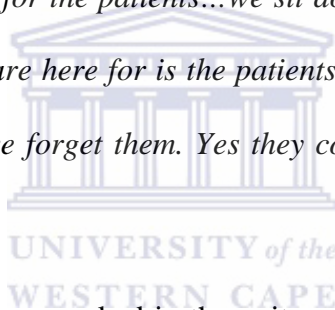 for the patients...we sit do
are here for is the patients
e forget them. Yes they co
UNIVERSITY of the
WESTERN CAPE